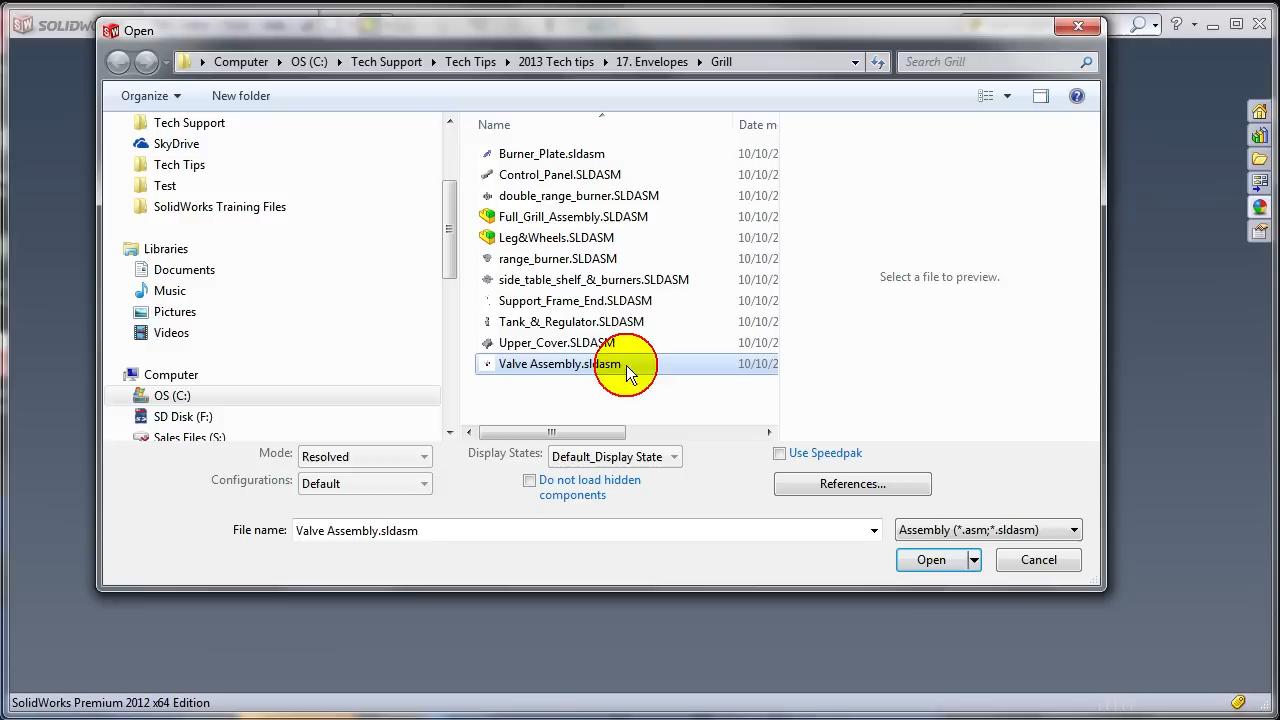 SOLIDWO
Open
Computer OS (C:) Tech Support Tech Tips 2013 Tech tips 17. Envelopes Grill
Search Grill
Organize New folder
Tech Support
SkyDrive
Tech Tips
Test
SolidWorks Training Files
Libraries
Documents
Music
Pictures
Videos
Computer
OS (C:)
SD Disk (F:)
Sales Files (S:)
Name Date m
Burner_Plate.sldasm 10/10/2
Control_Panel.SLDASM 10/10/2
double_range_burner.SLDASM 10/10/2
Full_Grill_Assembly.SLDASM 10/10/2
Leg&Wheels.SLDASM 10/10/2
range_burner.SLDASM 10/10/2
side_table_shelf_&_burners.SLDASM 10/10/2
Support_Frame_End.SLDASM 10/10/2
Tank_&_Regulator.SLDASM 10/10/2
Upper_Cover.SLDASM 10/10/2
Valve Assembly.sldasm 10/10/2
Select a file to preview.
Mode: Resolved
Configurations: Default
Display States: Default_Display State
Do not load hidden
components
Use Speedpak
References...
File name: Valve Assembly.sldasm
Assembly (*.asm;*.sldasm)
Open Cancel
SolidWorks Premium 2012 x64 Edition